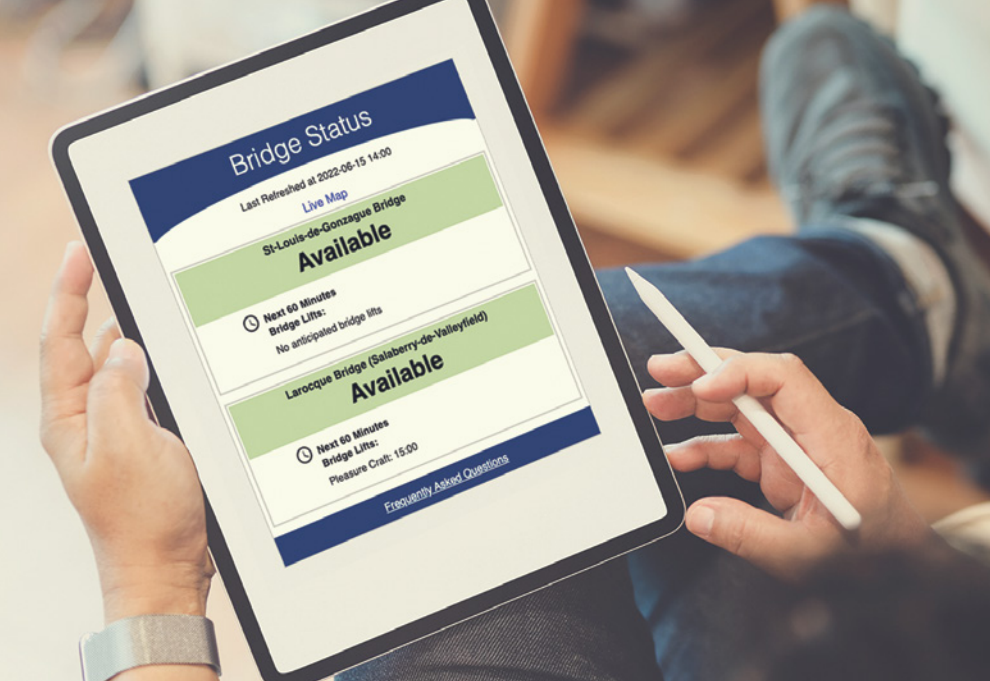 Bridge Status
Last Refreshed at 2022-06-15 14:00
Live Map
St-Louis-de-Gonzague Bridge
Available
Next 60 Minutes
Bridge Lifts:
No anticipated bridge lifts
Larocque Bridge (Salaberry-de-Valleyfield)
Available
Next 60 Minutes
Bridge Lifts:
Pleasure Craft: 15:00
Frequently Asked Questions